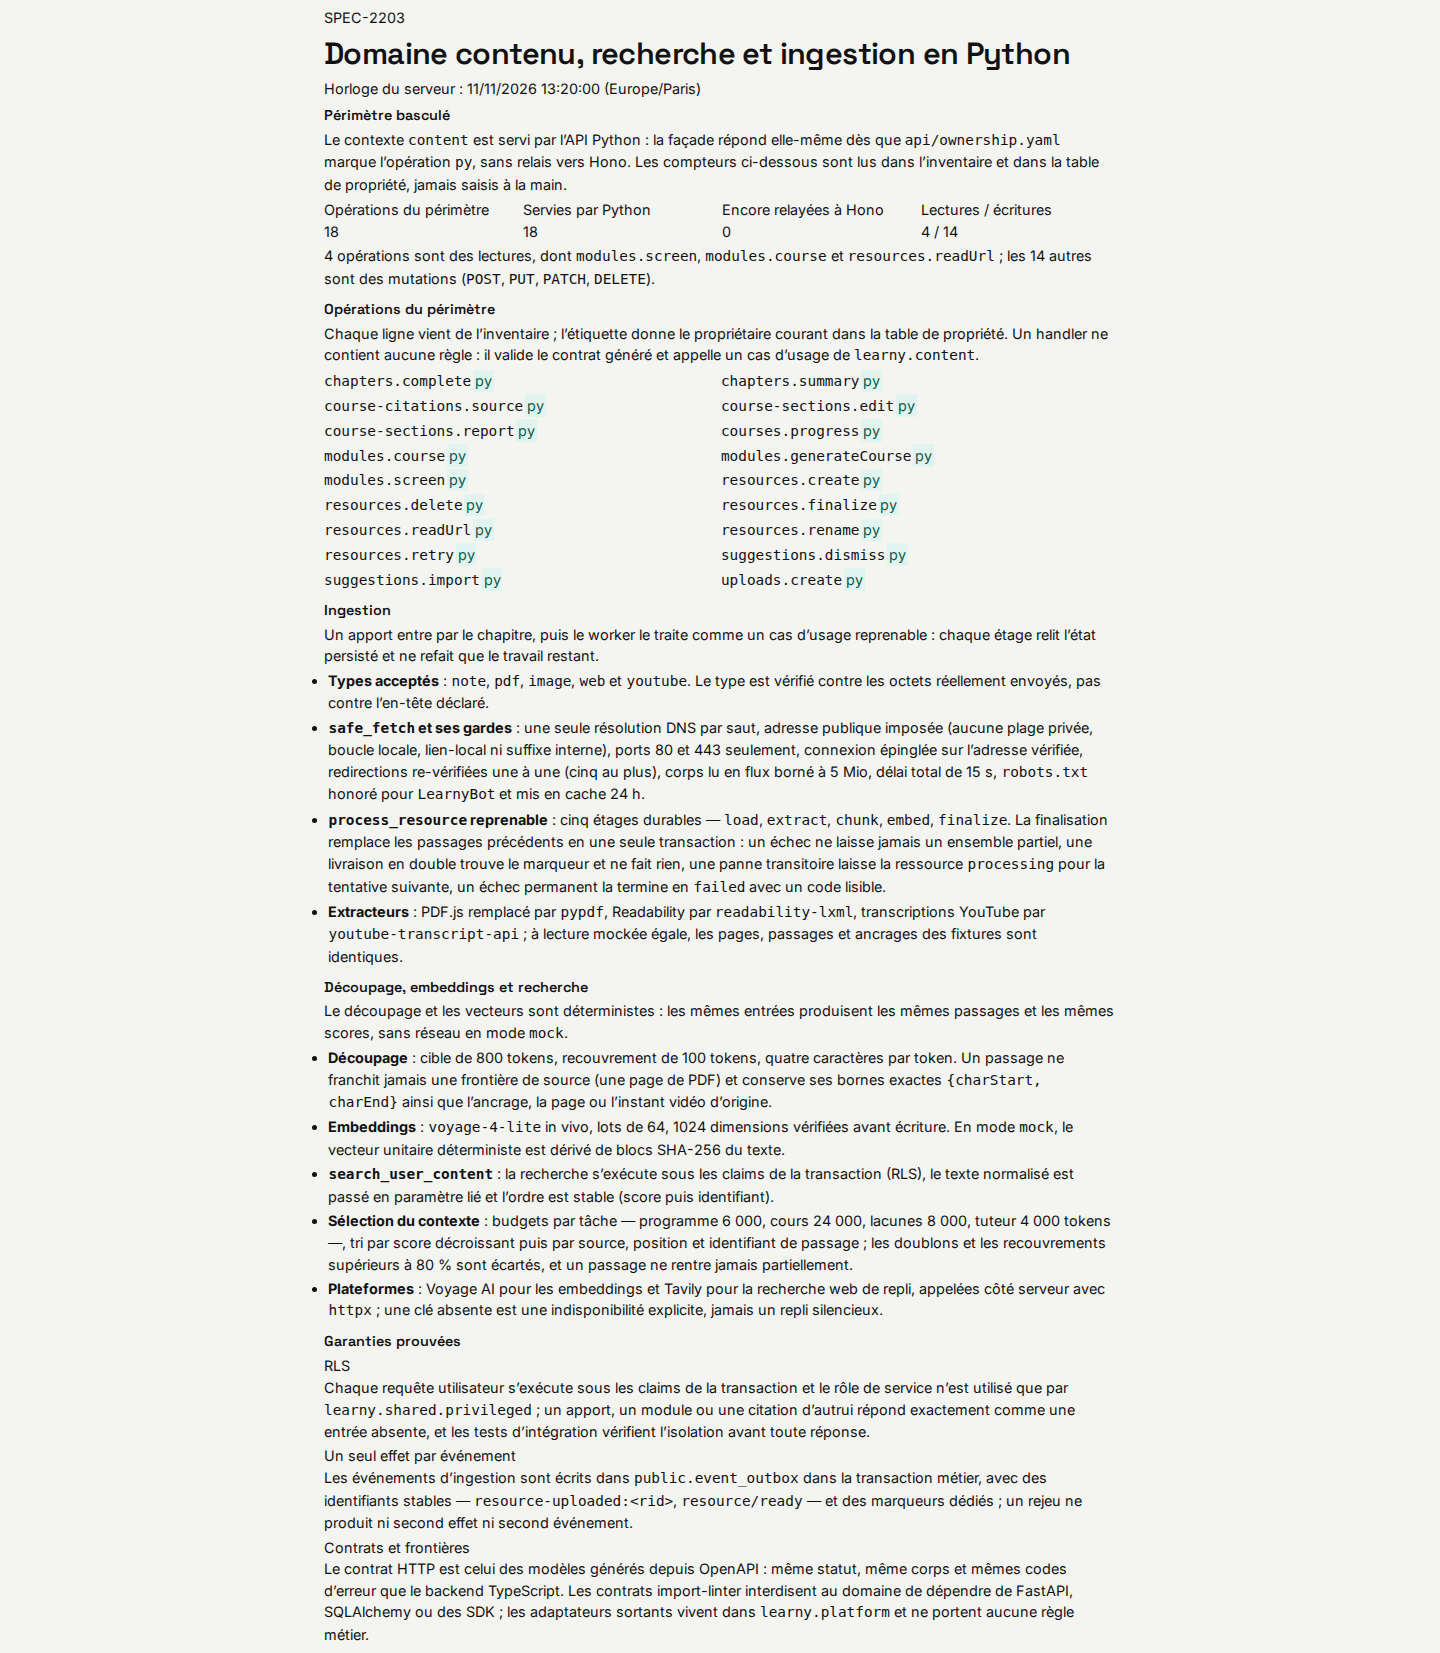 SPEC-2203
Domaine contenu, recherche et ingestion en Python
Horloge du serveur : 11/11/2026 13:20:00 (Europe/Paris)
Périmètre basculé
Le contexte content est servi par l’API Python : la façade répond elle-même dès que api/ownership.yaml
marque l’opération py, sans relais vers Hono. Les compteurs ci-dessous sont lus dans l’inventaire et dans la table
de propriété, jamais saisis à la main.
Opérations du périmètre Servies par Python Encore relayées à Hono Lectures / écritures
18 18 0 4 / 14
4 opérations sont des lectures, dont modules.screen, modules.course et resources.readUrl ; les 14 autres
sont des mutations (POST, PUT, PATCH, DELETE).
Opérations du périmètre
Chaque ligne vient de l’inventaire ; l’étiquette donne le propriétaire courant dans la table de propriété. Un handler ne
contient aucune règle : il valide le contrat généré et appelle un cas d’usage de learny.content.
chapters.complete py chapters.summary py
course-citations.source py course-sections.edit py
course-sections.report py courses.progress py
modules.course py modules.generateCourse py
modules.screen py resources.create py
resources.delete py resources.finalize py
resources.readUrl py resources.rename py
resources.retry py suggestions.dismiss py
suggestions.import py uploads.create py
Ingestion
Un apport entre par le chapitre, puis le worker le traite comme un cas d’usage reprenable : chaque étage relit l’état
persisté et ne refait que le travail restant.
• Types acceptés : note, pdf, image, web et youtube. Le type est vérifié contre les octets réellement envoyés, pas
contre l’en-tête déclaré.
• safe_fetch et ses gardes : une seule résolution DNS par saut, adresse publique imposée (aucune plage privée,
boucle locale, lien-local ni suffixe interne), ports 80 et 443 seulement, connexion épinglée sur l’adresse vérifiée,
redirections re-vérifiées une à une (cinq au plus), corps lu en flux borné à 5 Mio, délai total de 15 s, robots.txt
honoré pour LearnyBot et mis en cache 24 h.
• process_resource reprenable : cinq étages durables — load, extract, chunk, embed, finalize. La finalisation
remplace les passages précédents en une seule transaction : un échec ne laisse jamais un ensemble partiel, une
livraison en double trouve le marqueur et ne fait rien, une panne transitoire laisse la ressource processing pour la
tentative suivante, un échec permanent la termine en failed avec un code lisible.
• Extracteurs : PDF.js remplacé par pypdf, Readability par readability-lxml, transcriptions YouTube par
youtube-transcript-api ; à lecture mockée égale, les pages, passages et ancrages des fixtures sont
identiques.
Découpage, embeddings et recherche
Le découpage et les vecteurs sont déterministes : les mêmes entrées produisent les mêmes passages et les mêmes
scores, sans réseau en mode mock.
• Découpage : cible de 800 tokens, recouvrement de 100 tokens, quatre caractères par token. Un passage ne
franchit jamais une frontière de source (une page de PDF) et conserve ses bornes exactes {charStart,
charEnd} ainsi que l’ancrage, la page ou l’instant vidéo d’origine.
• Embeddings : voyage-4-lite in vivo, lots de 64, 1024 dimensions vérifiées avant écriture. En mode mock, le
vecteur unitaire déterministe est dérivé de blocs SHA-256 du texte.
• search_user_content : la recherche s’exécute sous les claims de la transaction (RLS), le texte normalisé est
passé en paramètre lié et l’ordre est stable (score puis identifiant).
• Sélection du contexte : budgets par tâche — programme 6 000, cours 24 000, lacunes 8 000, tuteur 4 000 tokens
—, tri par score décroissant puis par source, position et identifiant de passage ; les doublons et les recouvrements
supérieurs à 80 % sont écartés, et un passage ne rentre jamais partiellement.
• Plateformes : Voyage AI pour les embeddings et Tavily pour la recherche web de repli, appelées côté serveur avec
httpx ; une clé absente est une indisponibilité explicite, jamais un repli silencieux.
Garanties prouvées
RLS
Chaque requête utilisateur s’exécute sous les claims de la transaction et le rôle de service n’est utilisé que par
learny.shared.privileged ; un apport, un module ou une citation d’autrui répond exactement comme une
entrée absente, et les tests d’intégration vérifient l’isolation avant toute réponse.
Un seul effet par événement
Les événements d’ingestion sont écrits dans public.event_outbox dans la transaction métier, avec des
identifiants stables — resource-uploaded:<rid>, resource/ready — et des marqueurs dédiés ; un rejeu ne
produit ni second effet ni second événement.
Contrats et frontières
Le contrat HTTP est celui des modèles générés depuis OpenAPI : même statut, même corps et mêmes codes
d’erreur que le backend TypeScript. Les contrats import-linter interdisent au domaine de dépendre de FastAPI,
SQLAlchemy ou des SDK ; les adaptateurs sortants vivent dans learny.platform et ne portent aucune règle
métier.